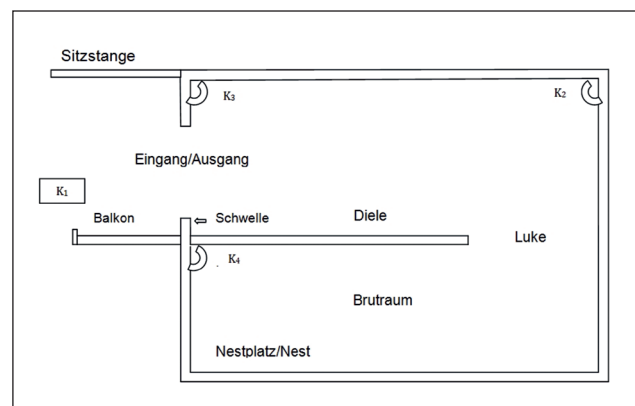 Sitzstange
K₃
K₂
Eingang/Ausgang
K₁
Balkon
Schwelle
Diele
Luke
K₄
Brutraum
Nestplatz/Nest